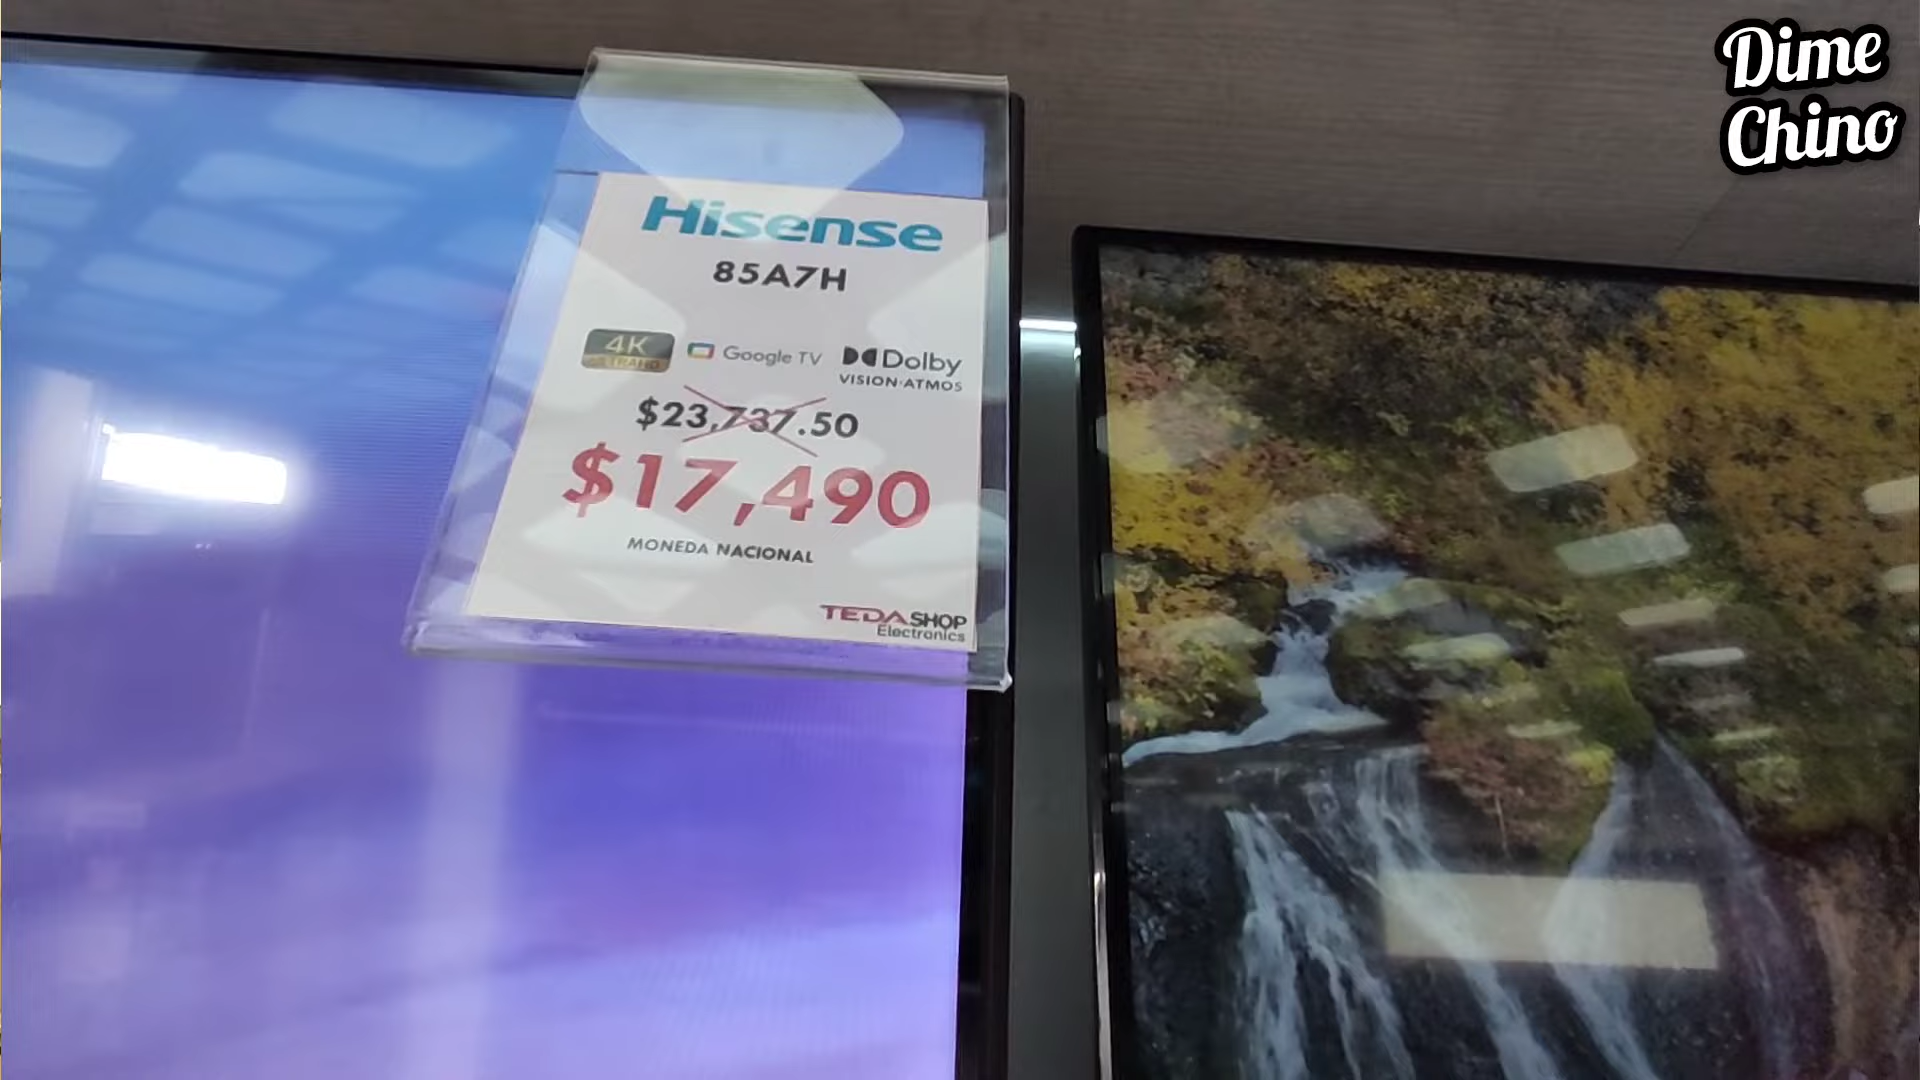 Dime
Chino
Hisense
85A7H
4K
Google TV
Dolby
VISION·ATMOS
$23,737.50
$17,490
MONEDA NACIONAL
TEDASHOP
Electronics